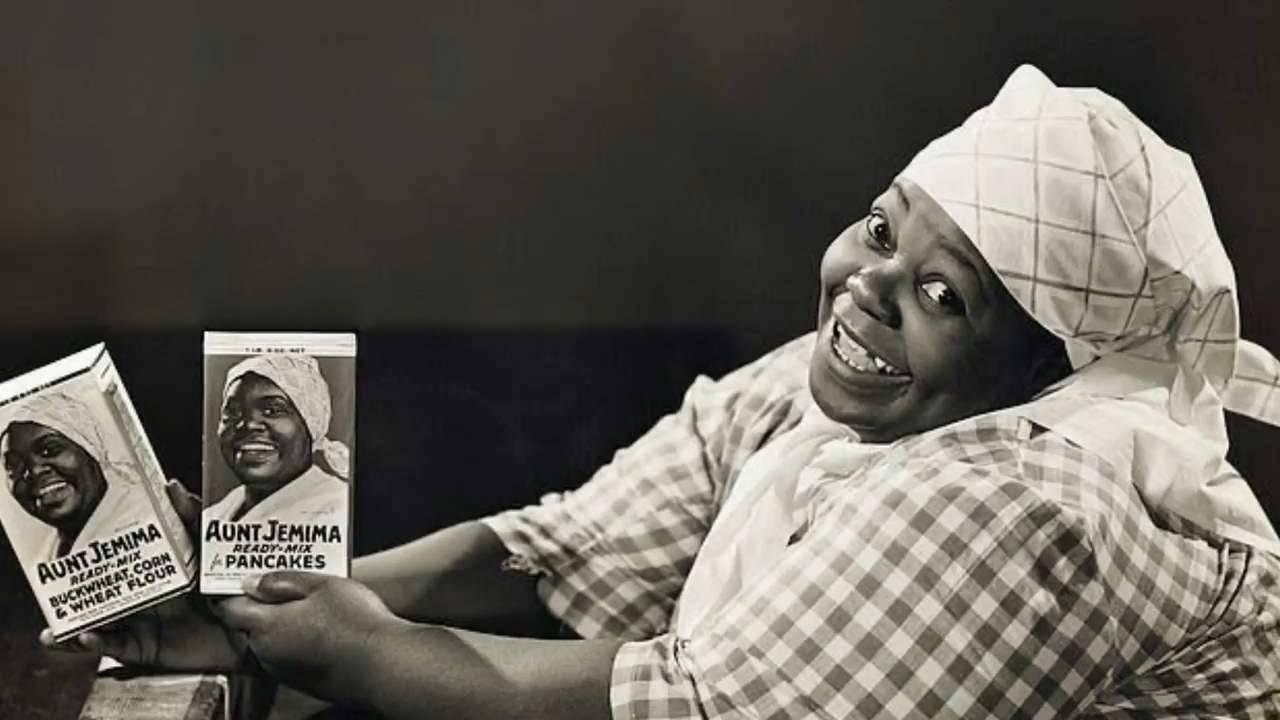 AUNT JEMIMA
READY-MIX
BUCKWHEAT, CORN
& WHEAT FLOUR
AUNT JEMIMA
READY-MIX
for PANCAKES